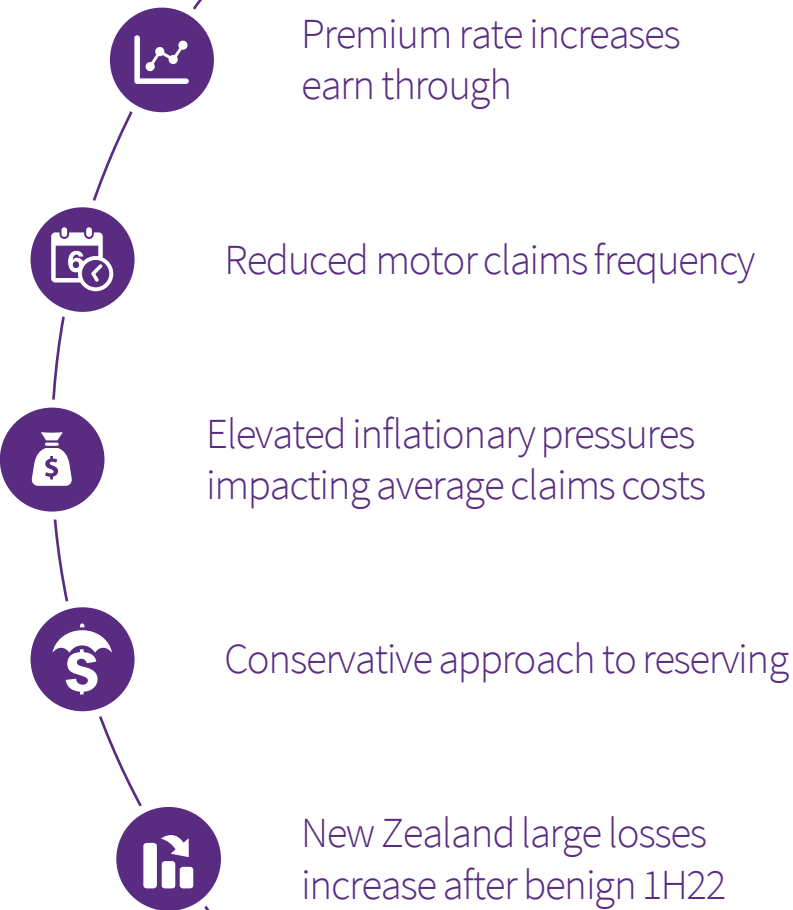 Premium rate increases
earn through
6
Reduced motor claims frequency
Elevated inflationary pressures
impacting average claims costs
$
Conservative approach to reserving
$
New Zealand large losses
increase after benign 1H22